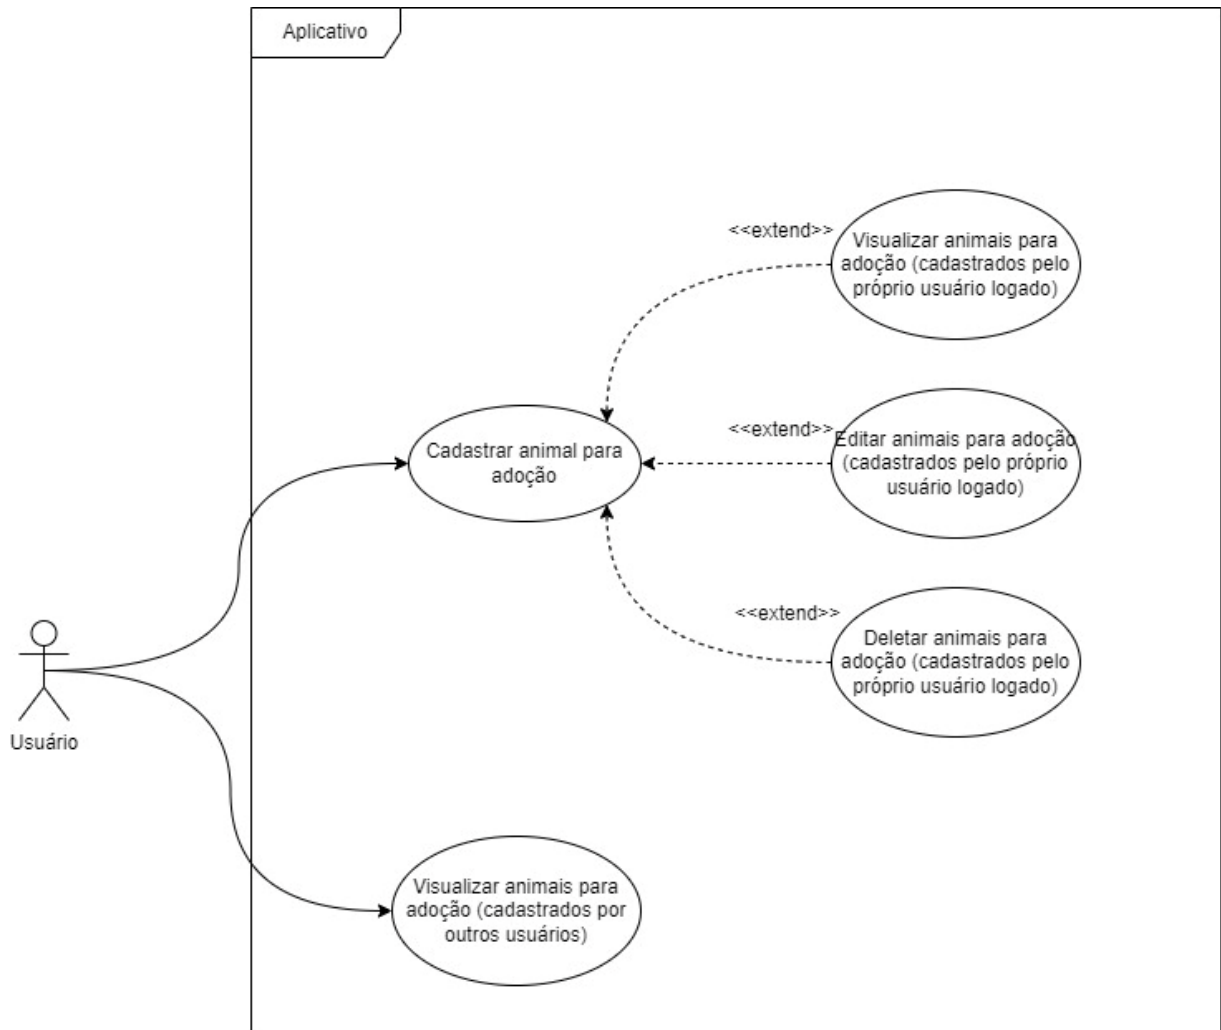 Aplicativo
<<extend>>
Visualizar animais para
adoção (cadastrados pelo
próprio usuário logado)
<<extend>>
Editar animais para adoção
(cadastrados pelo próprio
usuário logado)
Cadastrar animal para
adoção
<<extend>>
Deletar animais para
adoção (cadastrados pelo
próprio usuário logado)
Usuário
Visualizar animais para
adoção (cadastrados por
outros usuários)